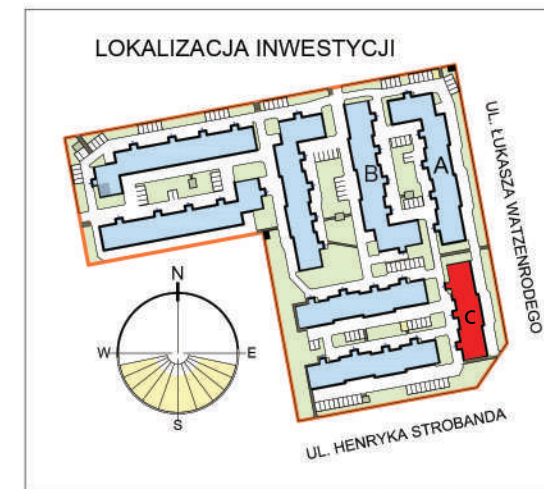 LOKALIZACJA INWESTYCJI
UL. ŁUKASZA WATZENRODEGO
B
A
C
N
W
E
S
UL. HENRYKA STROBANDA